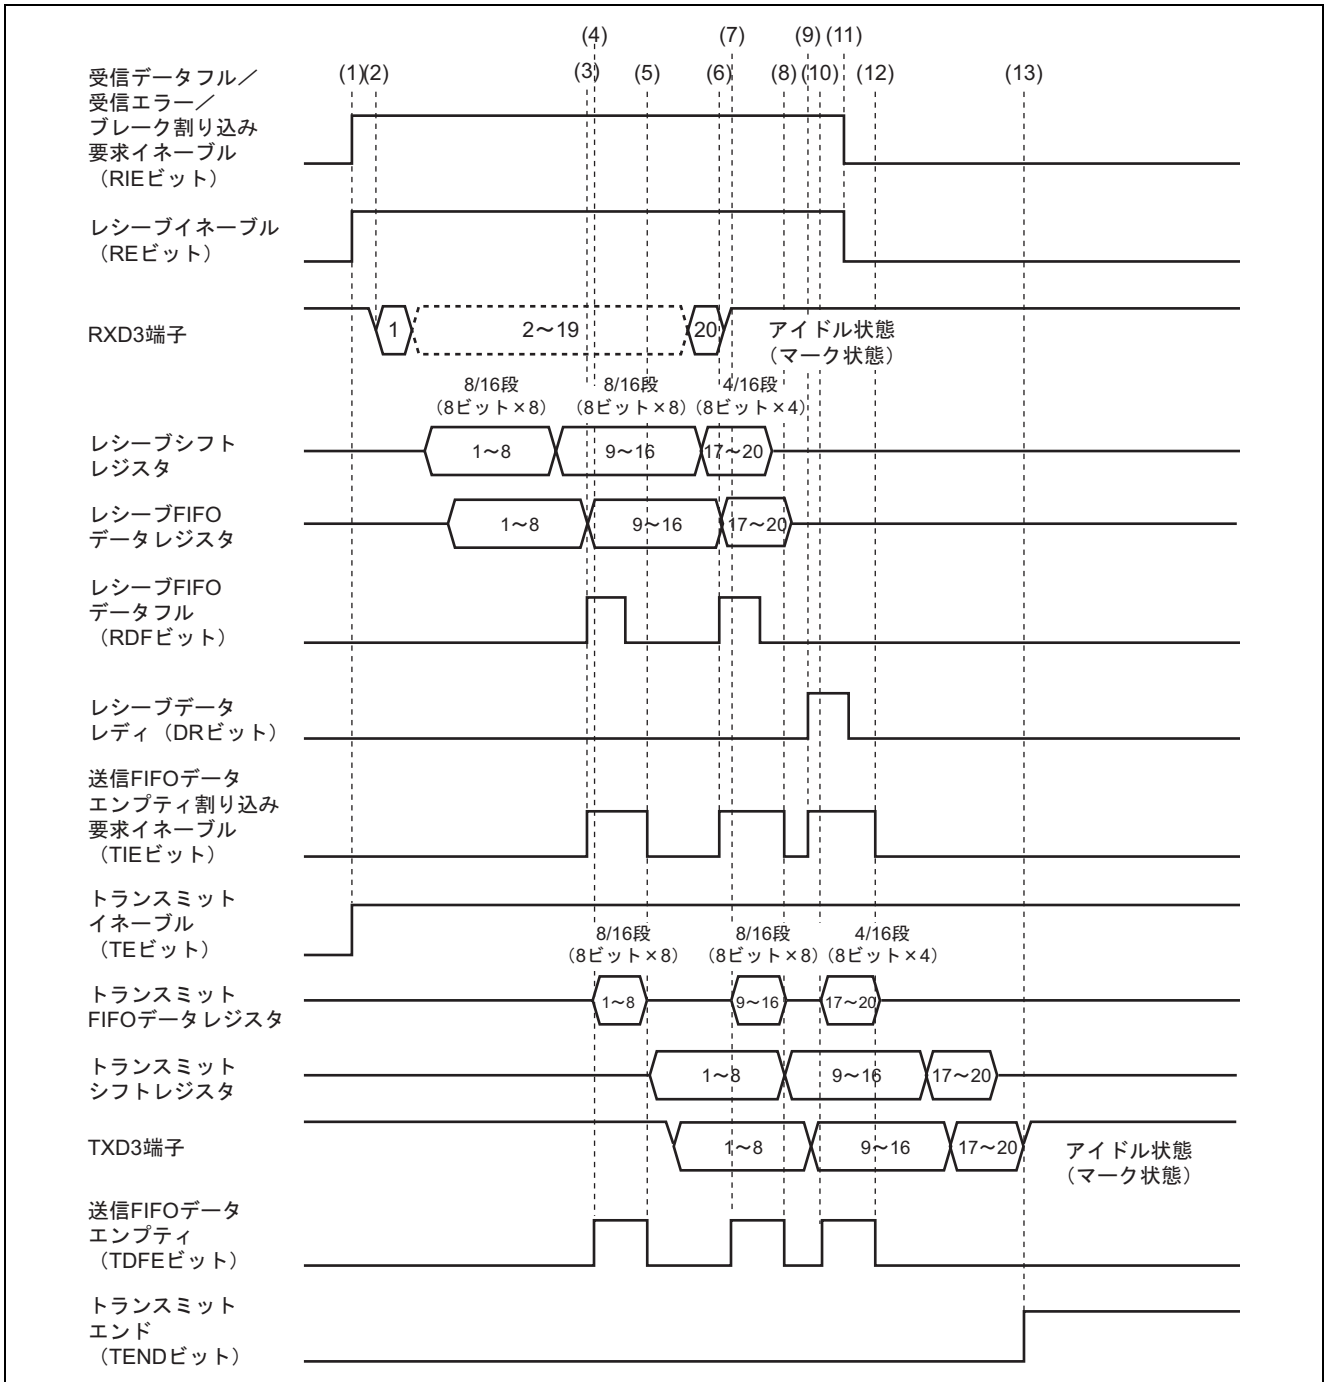 (4) (7) (9) (11)
(1)(2) (3) (5) (6) (8) (10) (12) (13)
受信データフル／
受信エラー／
ブレーク割り込み
要求イネーブル
（RIEビット）
レシーブイネーブル
（REビット）
RXD3端子
1 2～19 20
アイドル状態
（マーク状態）
8/16段 8/16段 4/16段
（8ビット×8） （8ビット×8） （8ビット×4）
レシーブシフト
レジスタ
1～8 9～16 17～20
レシーブFIFO
データレジスタ
1～8 9～16 17～20
レシーブFIFO
データフル
（RDFビット）
レシーブデータ
レディ（DRビット）
送信FIFOデータ
エンプティ割り込み
要求イネーブル
（TIEビット）
トランスミット
イネーブル
（TEビット）
8/16段 8/16段 4/16段
（8ビット×8） （8ビット×8） （8ビット×4）
トランスミット
FIFOデータレジスタ
1～8 9～16 17～20
トランスミット
シフトレジスタ
1～8 9～16 17～20
TXD3端子
1～8 9～16 17～20
アイドル状態
（マーク状態）
送信FIFOデータ
エンプティ
（TDFEビット）
トランスミット
エンド
（TENDビット）